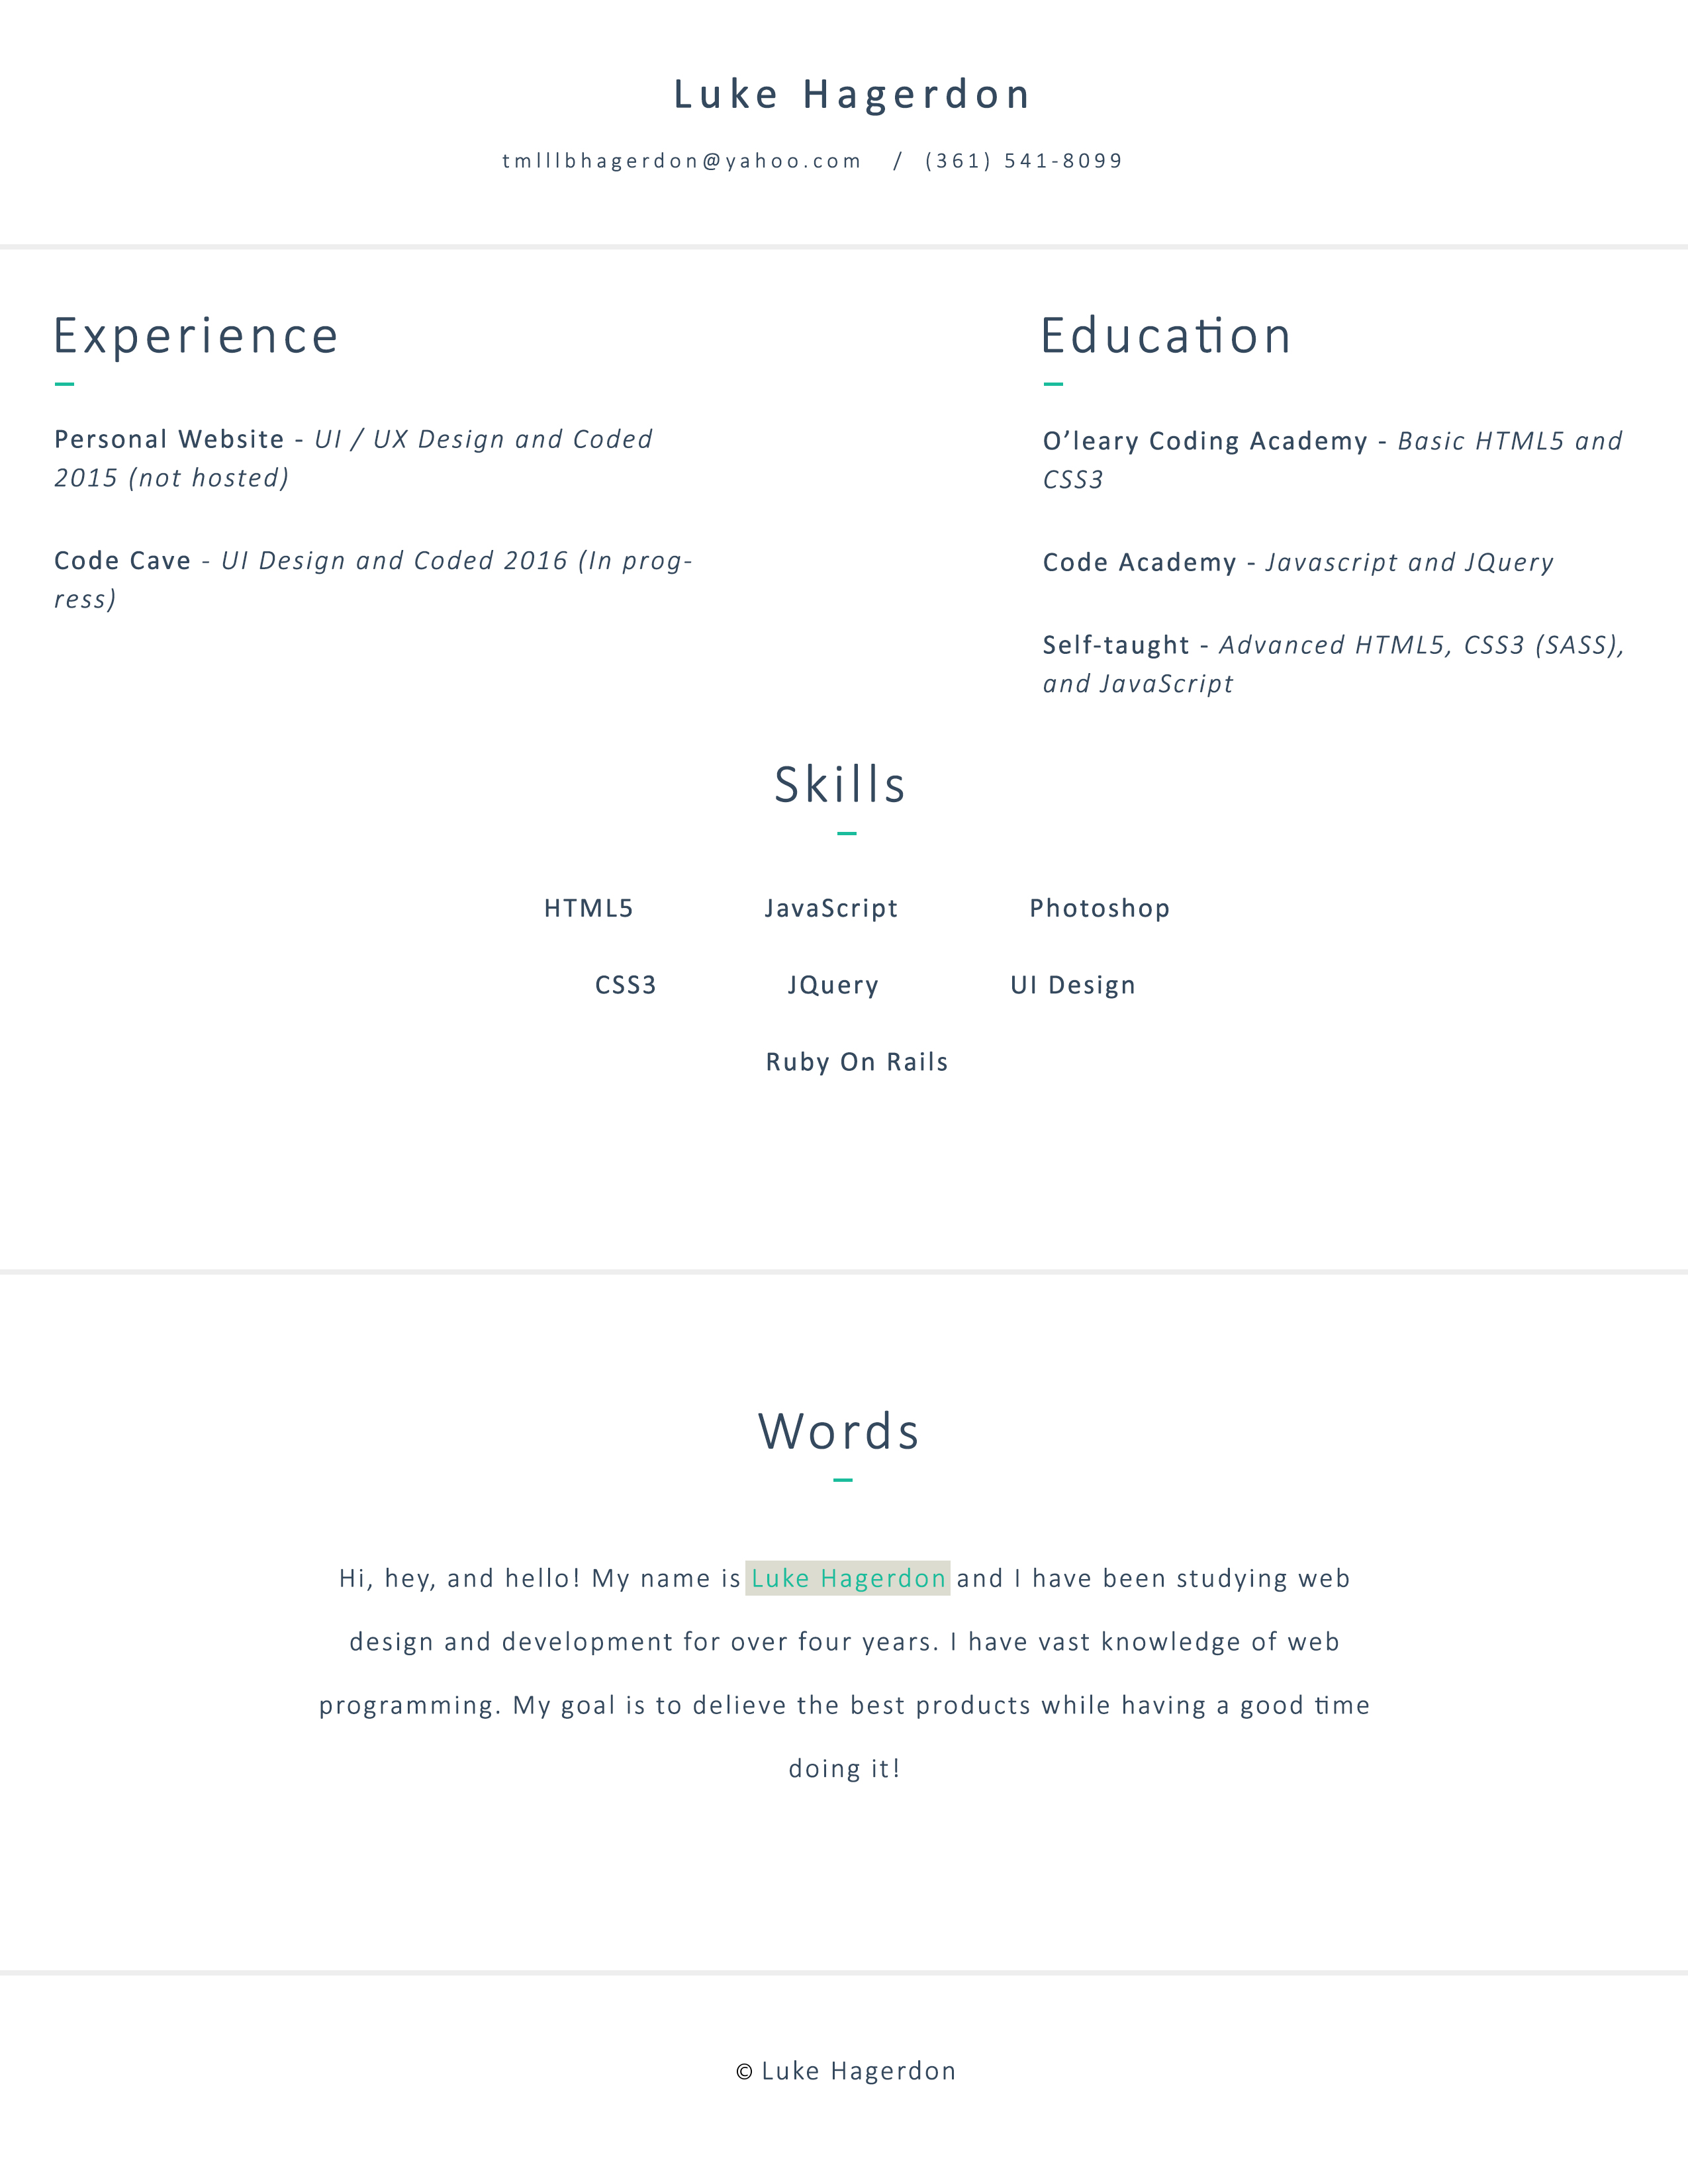 Luke Hagerdon
tmlllbhagerdon@yahoo.com / (361) 541-8099
Experience
Personal Website - UI / UX Design and Coded
2015 (not hosted)
Code Cave - UI Design and Coded 2016 (In prog-
ress)
Education
O’leary Coding Academy - Basic HTML5 and
CSS3
Code Academy - Javascript and JQuery
Self-taught - Advanced HTML5, CSS3 (SASS),
and JavaScript
Skills
HTML5 JavaScript Photoshop
CSS3 JQuery UI Design
Ruby On Rails
Words
Hi, hey, and hello! My name is Luke Hagerdon and I have been studying web
design and development for over four years. I have vast knowledge of web
programming. My goal is to delieve the best products while having a good time
doing it!
© Luke Hagerdon